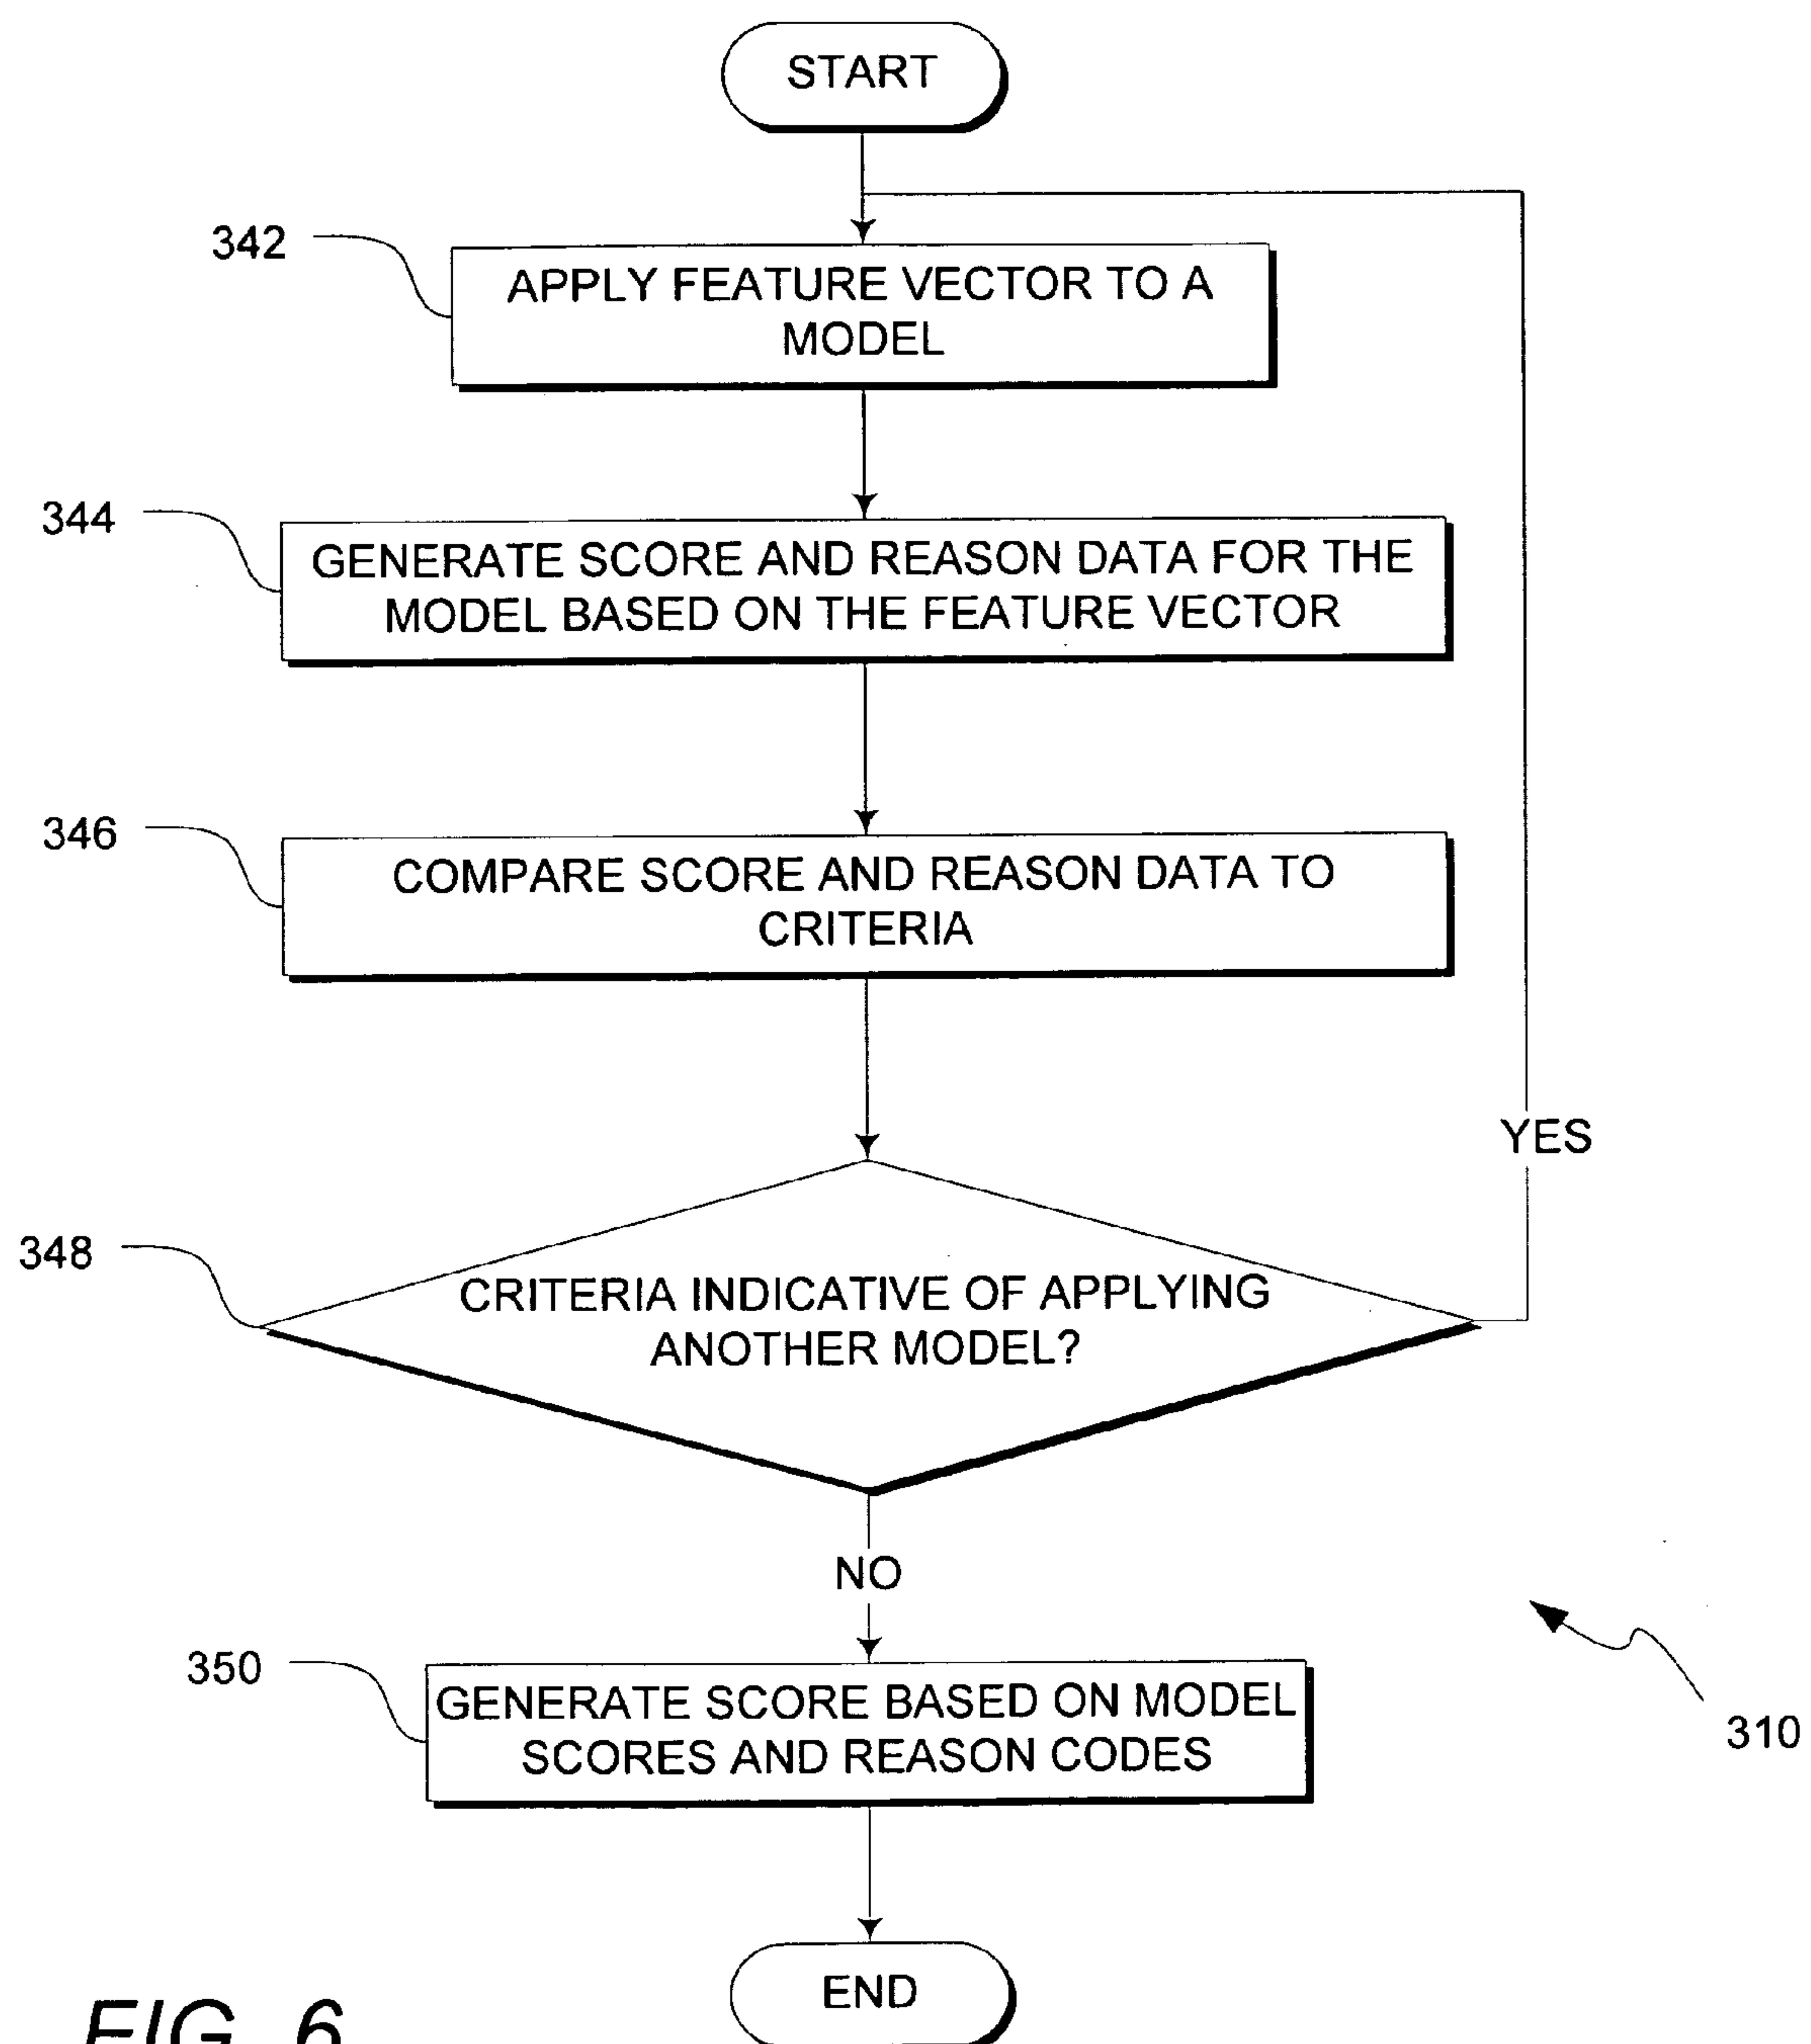 START
342
APPLY FEATURE VECTOR TO A
MODEL
344
GENERATE SCORE AND REASON DATA FOR THE
MODEL BASED ON THE FEATURE VECTOR
346
COMPARE SCORE AND REASON DATA TO
CRITERIA
YES
348
CRITERIA INDICATIVE OF APPLYING
ANOTHER MODEL?
NO
350
GENERATE SCORE BASED ON MODEL
SCORES AND REASON CODES
310
END
FIG. 6